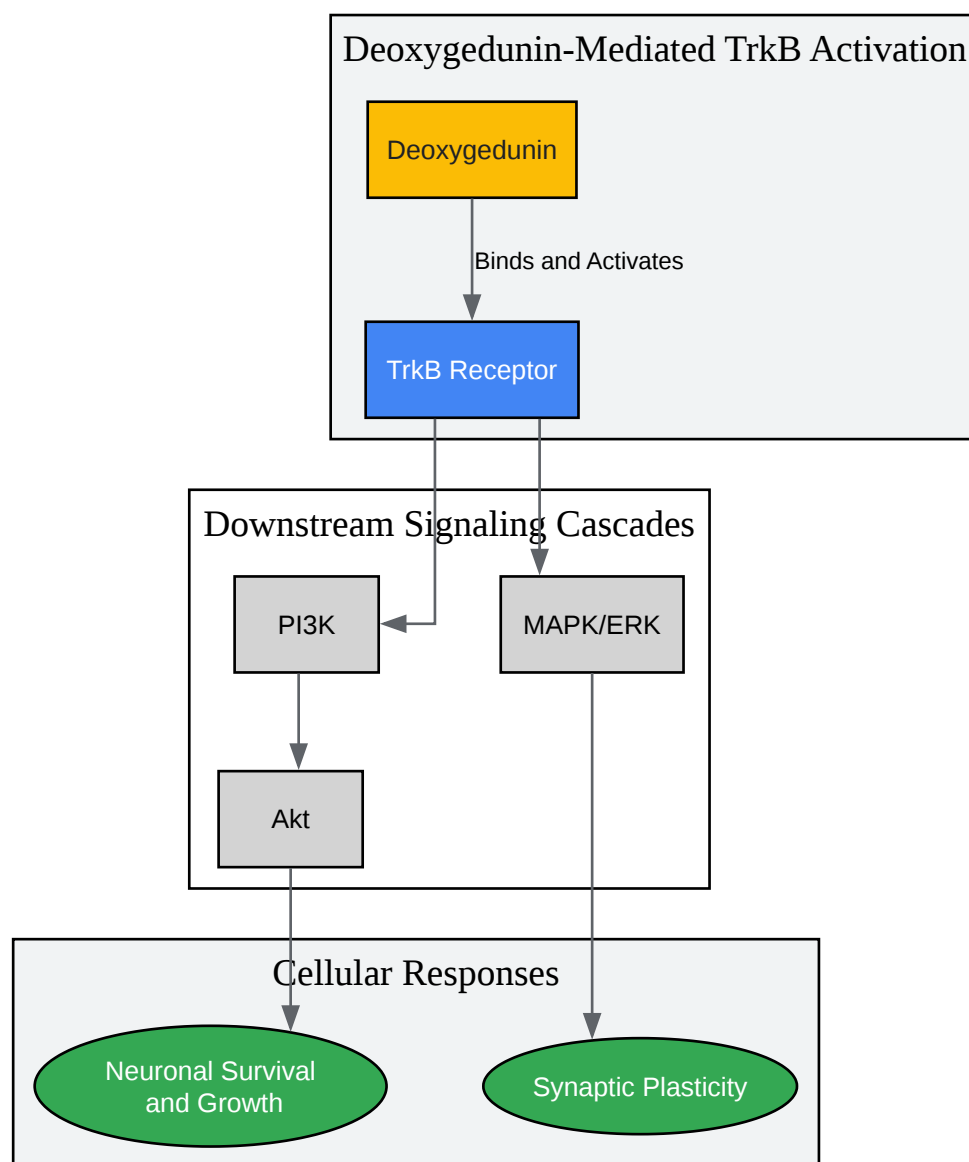 Deoxygedunin-Mediated TrkB Activation
Deoxygedunin
Binds and Activates
TrkB Receptor
Downstream Signaling Cascades
PI3K
MAPK/ERK
Akt
Cellular Responses
Neuronal Survival
and Growth
Synaptic Plasticity